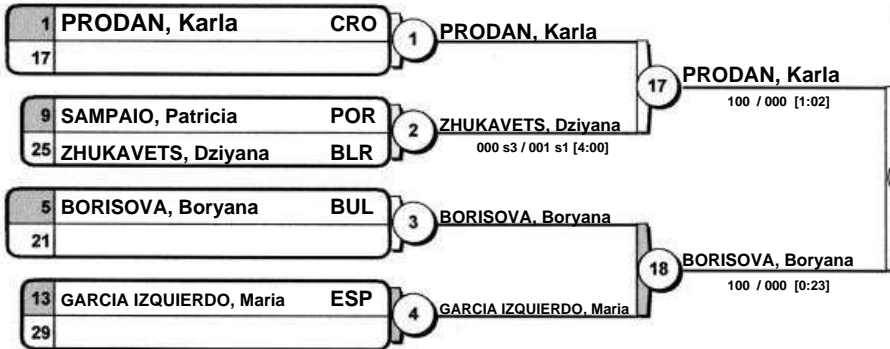 1 PRODAN, Karla CRO
17
1 PRODAN, Karla
9 SAMPAIO, Patricia POR
25 ZHUKAVETS, Dziyana BLR
2 ZHUKAVETS, Dziyana
000 s3 / 001 s1 [4:00]
17 PRODAN, Karla
100 / 000 [1:02]
5 BORISOVA, Boryana BUL
21
3 BORISOVA, Boryana
13 GARCIA IZQUIERDO, Maria ESP
29
4 GARCIA IZQUIERDO, Maria
18 BORISOVA, Boryana
100 / 000 [0:23]